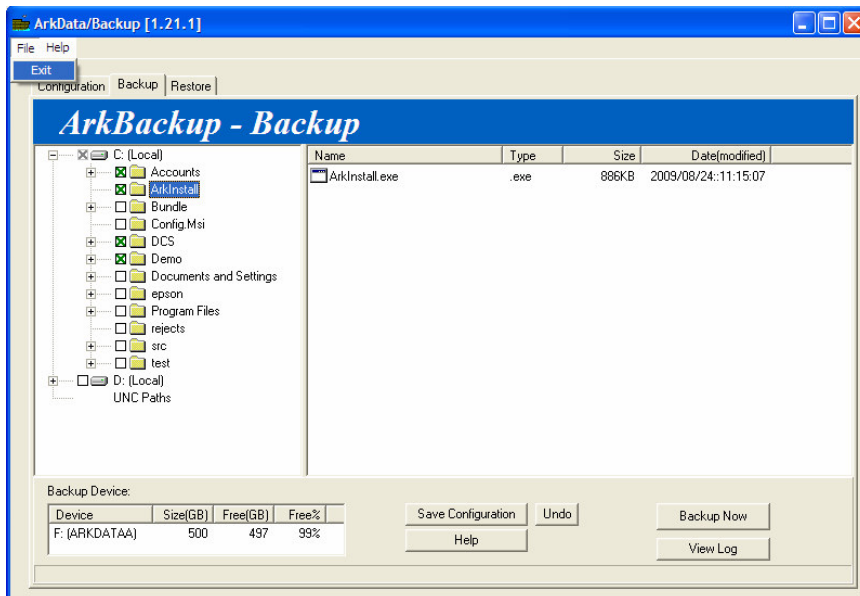 ArkData/Backup [1.21.1]
File Help
Exit
Configuration Backup Restore
ArkBackup - Backup
C: (Local)
Accounts
ArkInstall
Bundle
Config.Msi
DCS
Demo
Documents and Settings
epson
Program Files
rejects
src
test
D: (Local)
UNC Paths
Name Type Size Date(modified)
ArkInstall.exe .exe 886KB 2009/08/24::11:15:07
Backup Device:
Device Size(GB) Free(GB) Free%
F: (ARKDATAA) 500 497 99%
Save Configuration Undo
Help
Backup Now
View Log